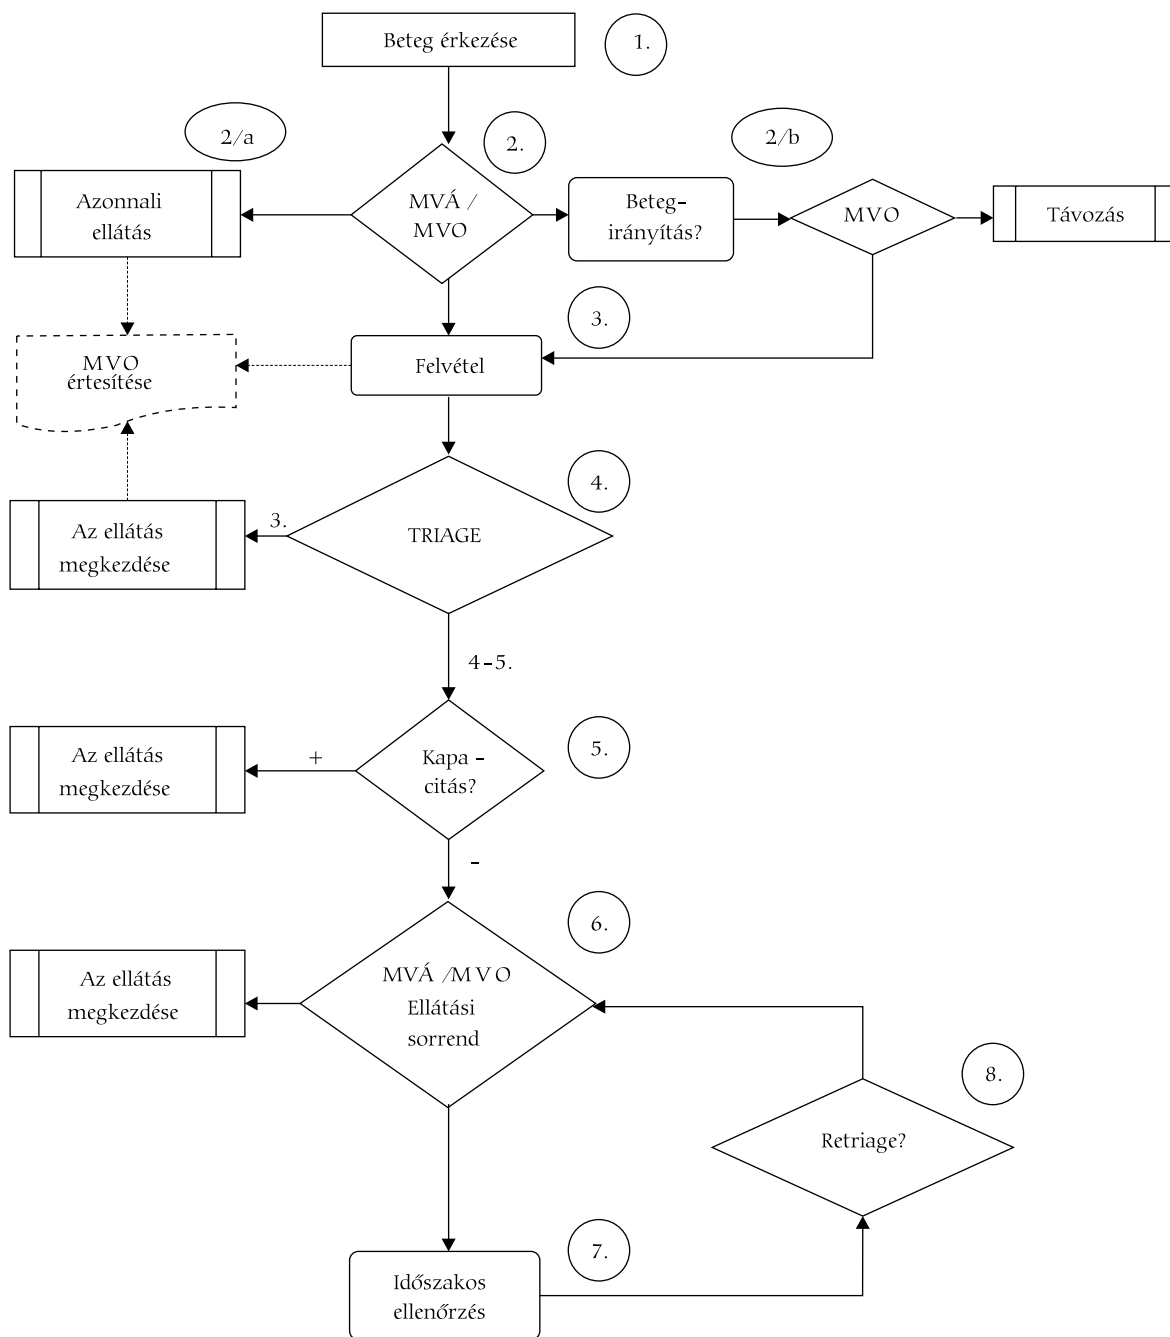 Beteg érkezése
1.
2/a
2.
2/b
Azonnali
ellátás
MVÁ /
MVO
Beteg-
irányítás?
MVO
Távozás
3.
MVO
értesítése
Felvétel
4.
3.
Az ellátás
megkezdése
TRIAGE
4-5.
5.
Az ellátás
megkezdése
+
Kapa -
citás?
-
6.
Az ellátás
megkezdése
MVÁ /MVO
Ellátási
sorrend
8.
Retriage?
7.
Időszakos
ellenőrzés